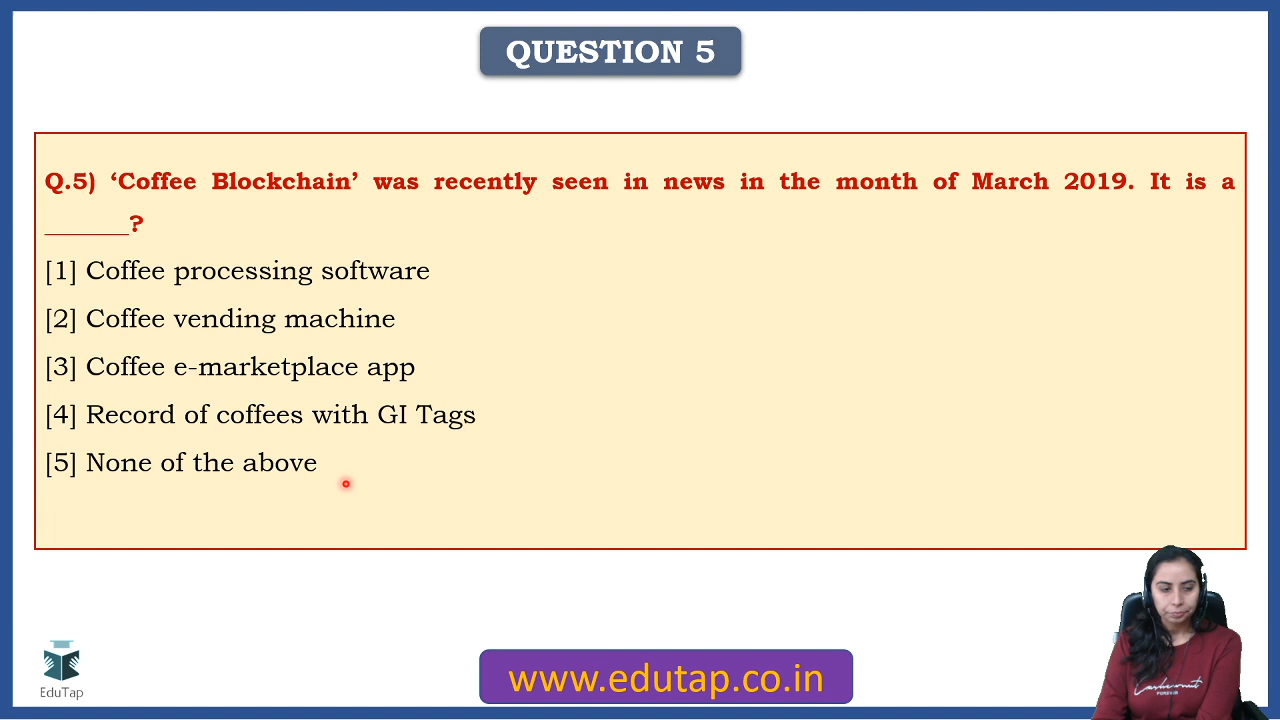 QUESTION 5
Q.5) ‘Coffee Blockchain’ was recently seen in news in the month of March 2019. It is a
_______?
[1] Coffee processing software
[2] Coffee vending machine
[3] Coffee e-marketplace app
[4] Record of coffees with GI Tags
[5] None of the above
EduTap
www.edutap.co.in